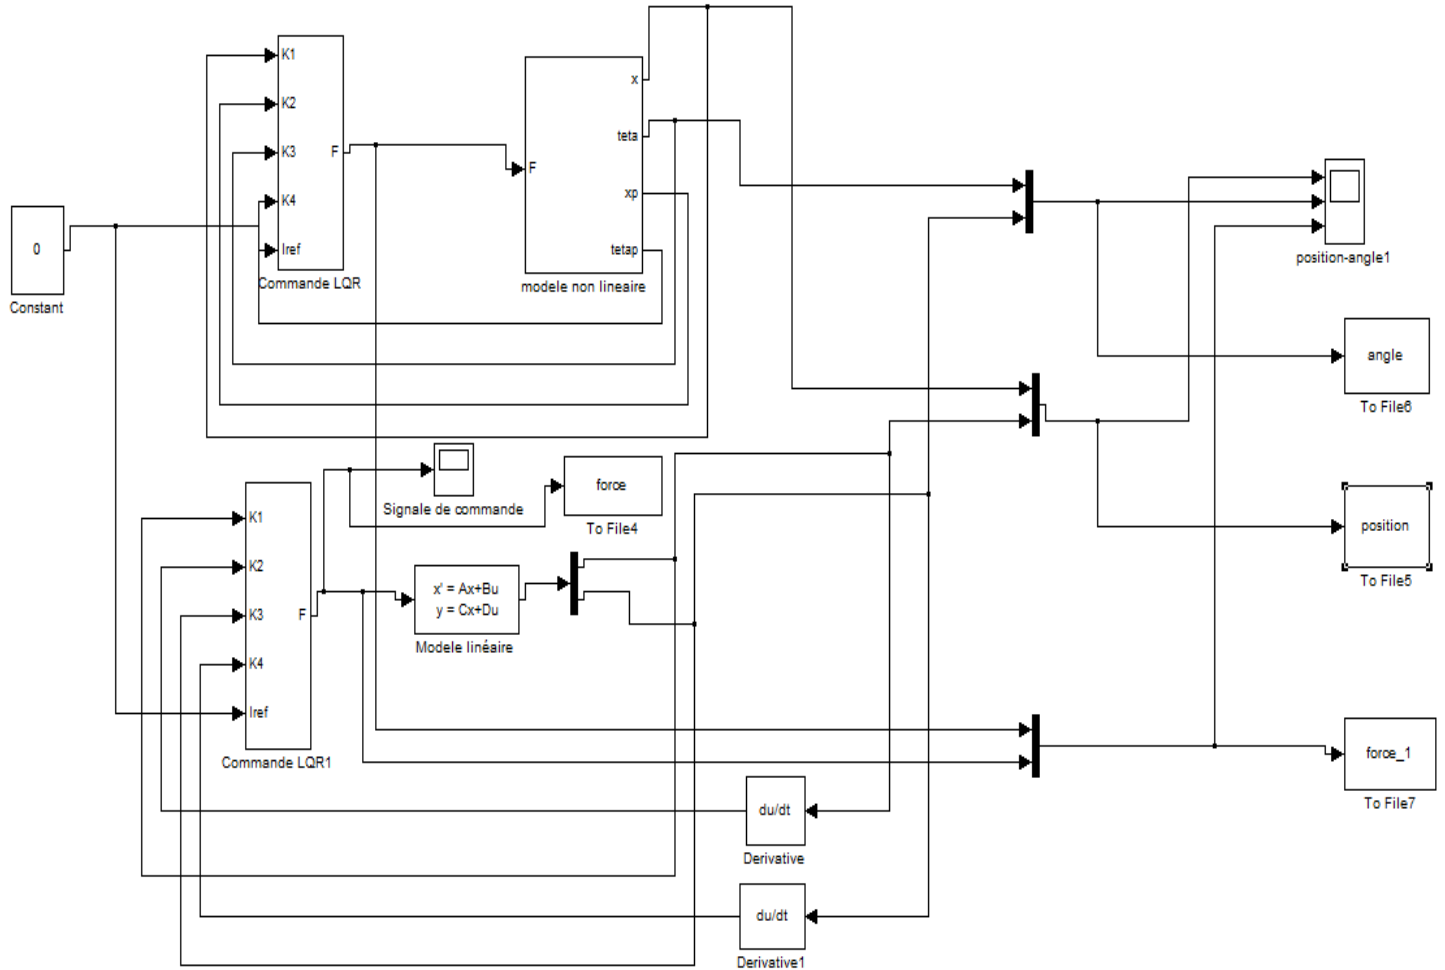 K1
K2
K3
K4
Iref
F
Commande LQR
0
Constant
F
x
teta
xp
tetap
modele non lineaire
position-angle1
angle
To File6
position
To File5
Signale de commande
force
To File4
K1
K2
K3
K4
Iref
F
Commande LQR1
x' = Ax+Bu
y = Cx+Du
Modele linéaire
force_1
To File7
du/dt
Derivative
du/dt
Derivative1